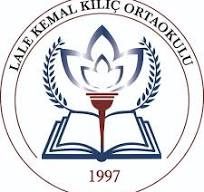 LALE KEMAL KILIÇ ORTAOKULU
1997